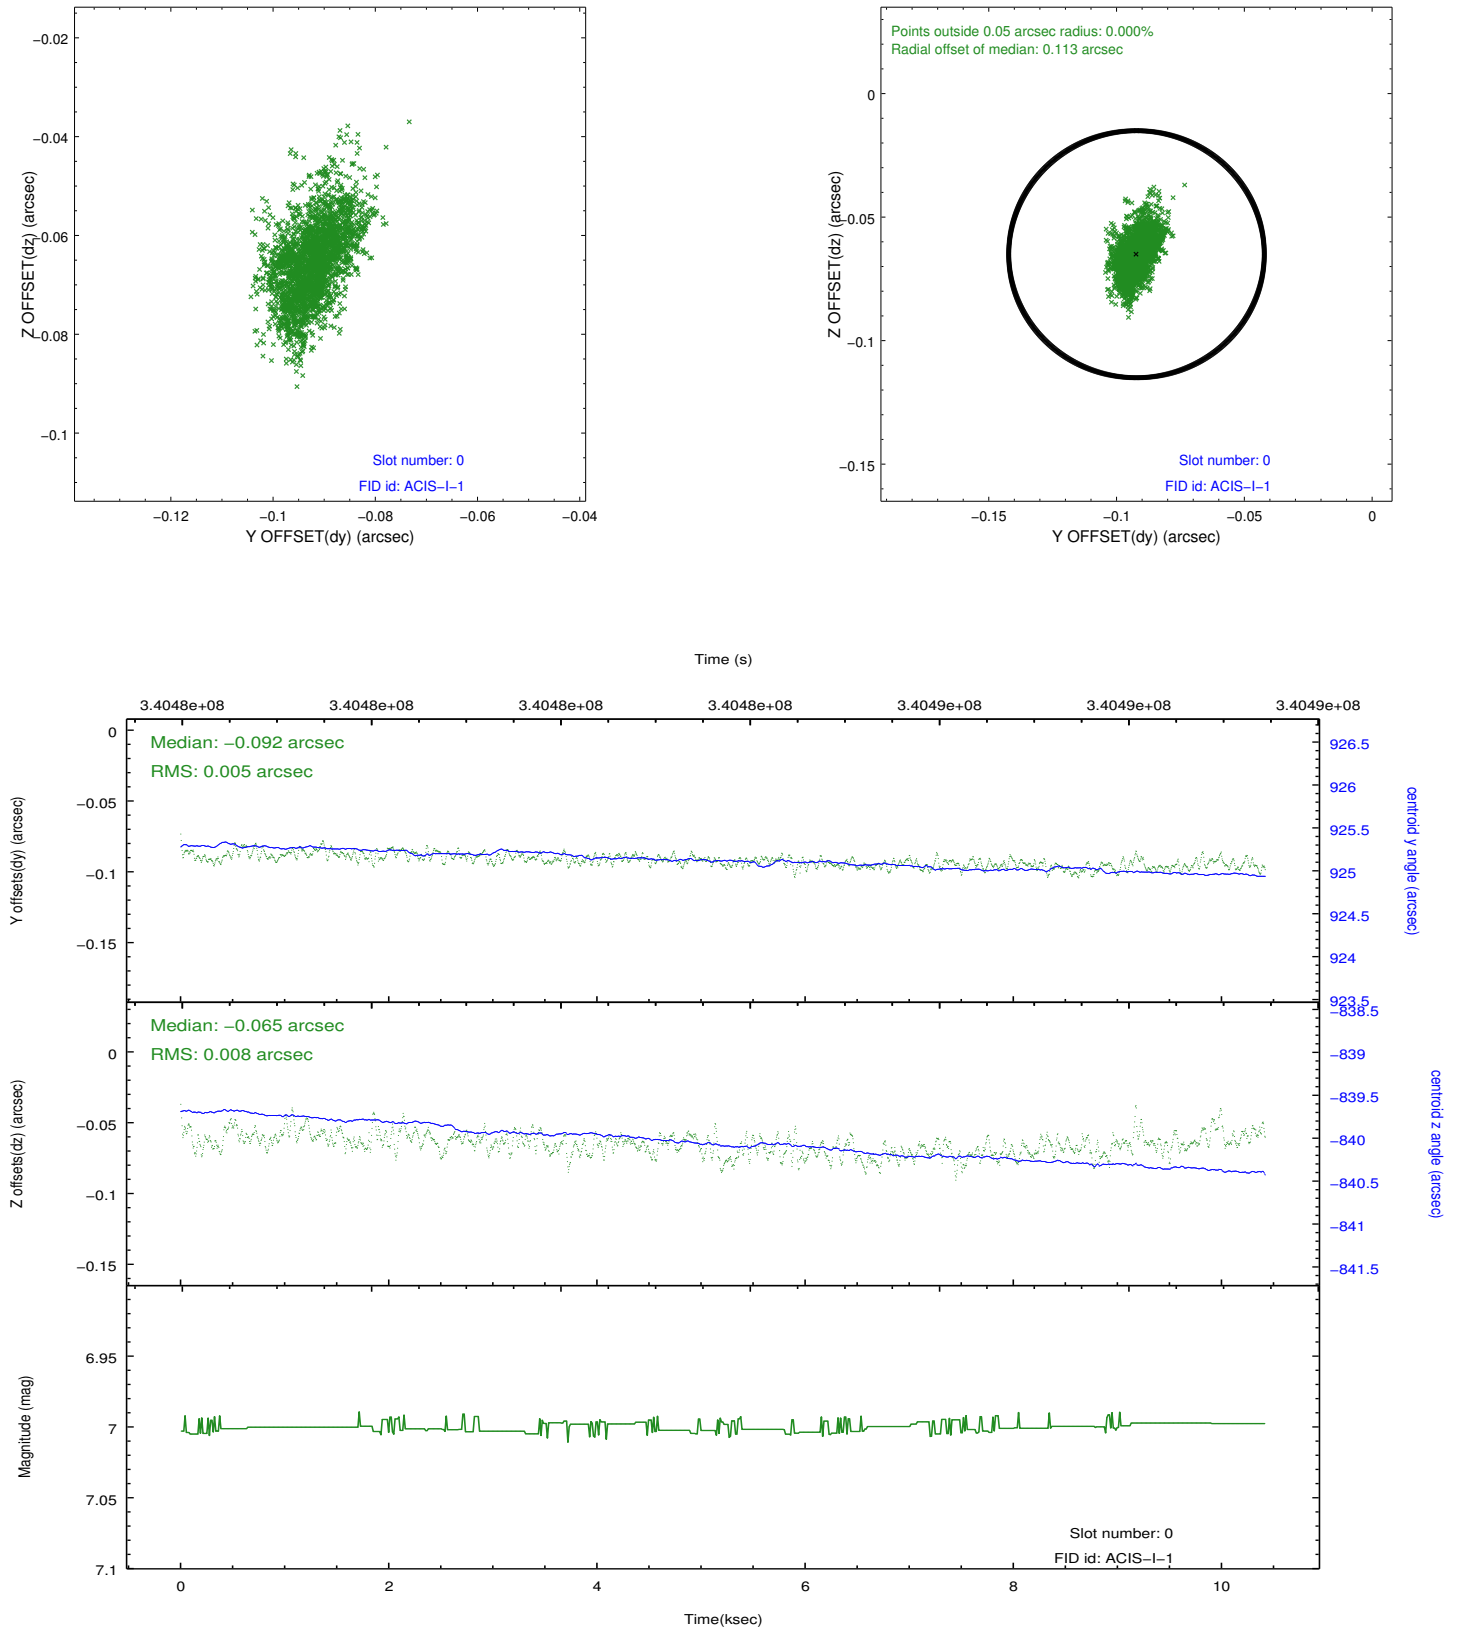 −0.02
−0.04
−0.06
−0.08
−0.1
Z OFFSET(dz) (arcsec)
Slot number: 0
FID id: ACIS−I−1
−0.12
−0.1
−0.08
−0.06
−0.04
Y OFFSET(dy) (arcsec)
Points outside 0.05 arcsec radius: 0.000%
Radial offset of median: 0.113 arcsec
0
−0.05
−0.1
−0.15
Z OFFSET(dz) (arcsec)
Slot number: 0
FID id: ACIS−I−1
−0.15
−0.1
−0.05
0
Y OFFSET(dy) (arcsec)
Time (s)
3.4048e+08
3.4048e+08
3.4048e+08
3.4048e+08
3.4049e+08
3.4049e+08
3.4049e+08
Median: −0.092 arcsec
RMS: 0.005 arcsec
0
−0.05
−0.1
−0.15
Y offsets(dy) (arcsec)
926.5
926
925.5
925
924.5
924
923.5
centroid y angle (arcsec)
Median: −0.065 arcsec
RMS: 0.008 arcsec
0
−0.05
−0.1
−0.15
Z offsets(dz) (arcsec)
−838.5
−839
−839.5
−840
−840.5
−841
−841.5
centroid z angle (arcsec)
6.95
7
7.05
7.1
Magnitude (mag)
Slot number: 0
FID id: ACIS−I−1
0
2
4
6
8
10
Time(ksec)